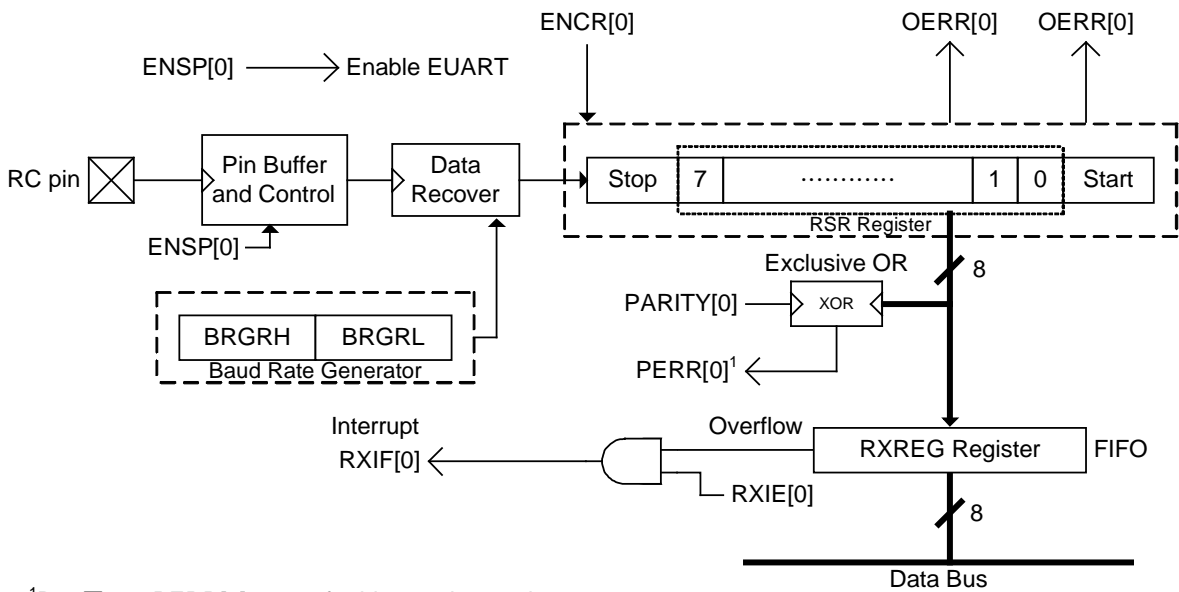 ENCR[0] OERR[0] OERR[0]
ENSP[0] Enable EUART
RC pin
Pin Buffer
and Control
Data
Recover
Stop 7 ............ 1 0 Start
RSR Register
ENSP[0]
Exclusive OR
8
PARITY[0]
XOR
BRGRH BRGRL
Baud Rate Generator
PERR[0]¹
Interrupt
RXIF[0]
Overflow
RXREG Register
FIFO
RXIE[0]
8
Data Bus